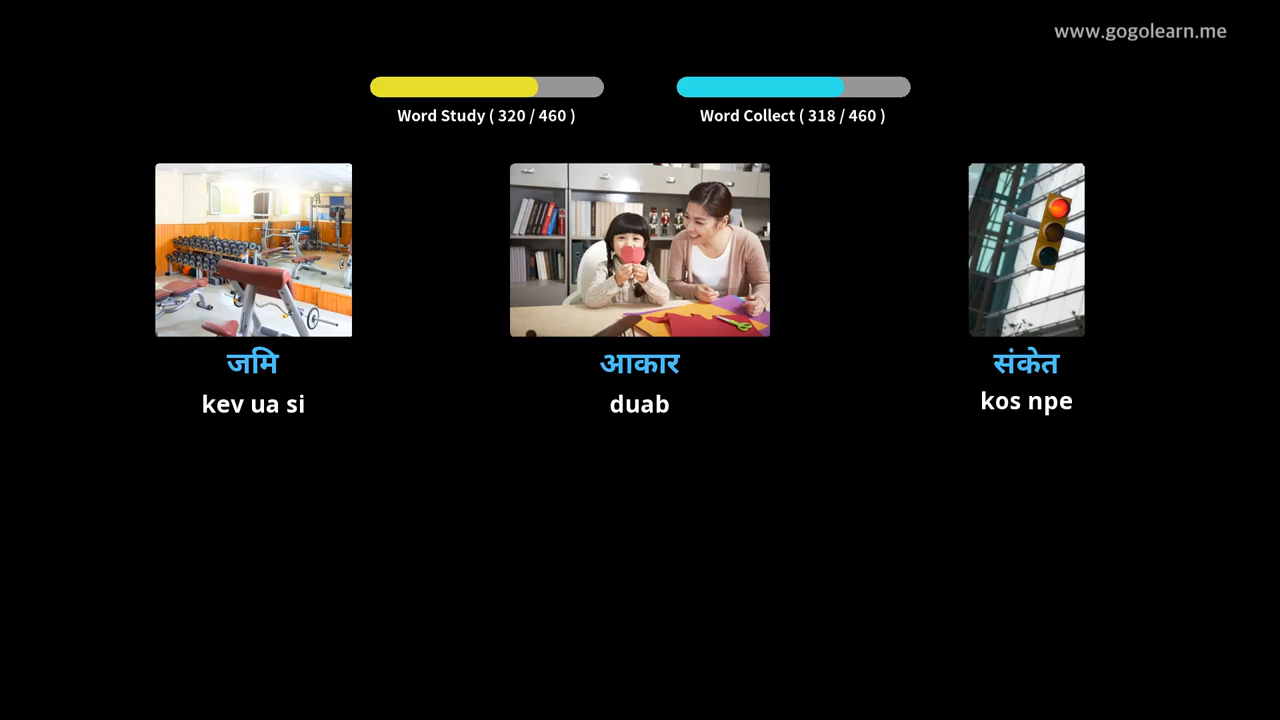 www.gogolearn.me
Word Study ( 320 / 460 )
Word Collect ( 318 / 460 )
जमि
आकार
संकेत
kev ua si
duab
kos npe